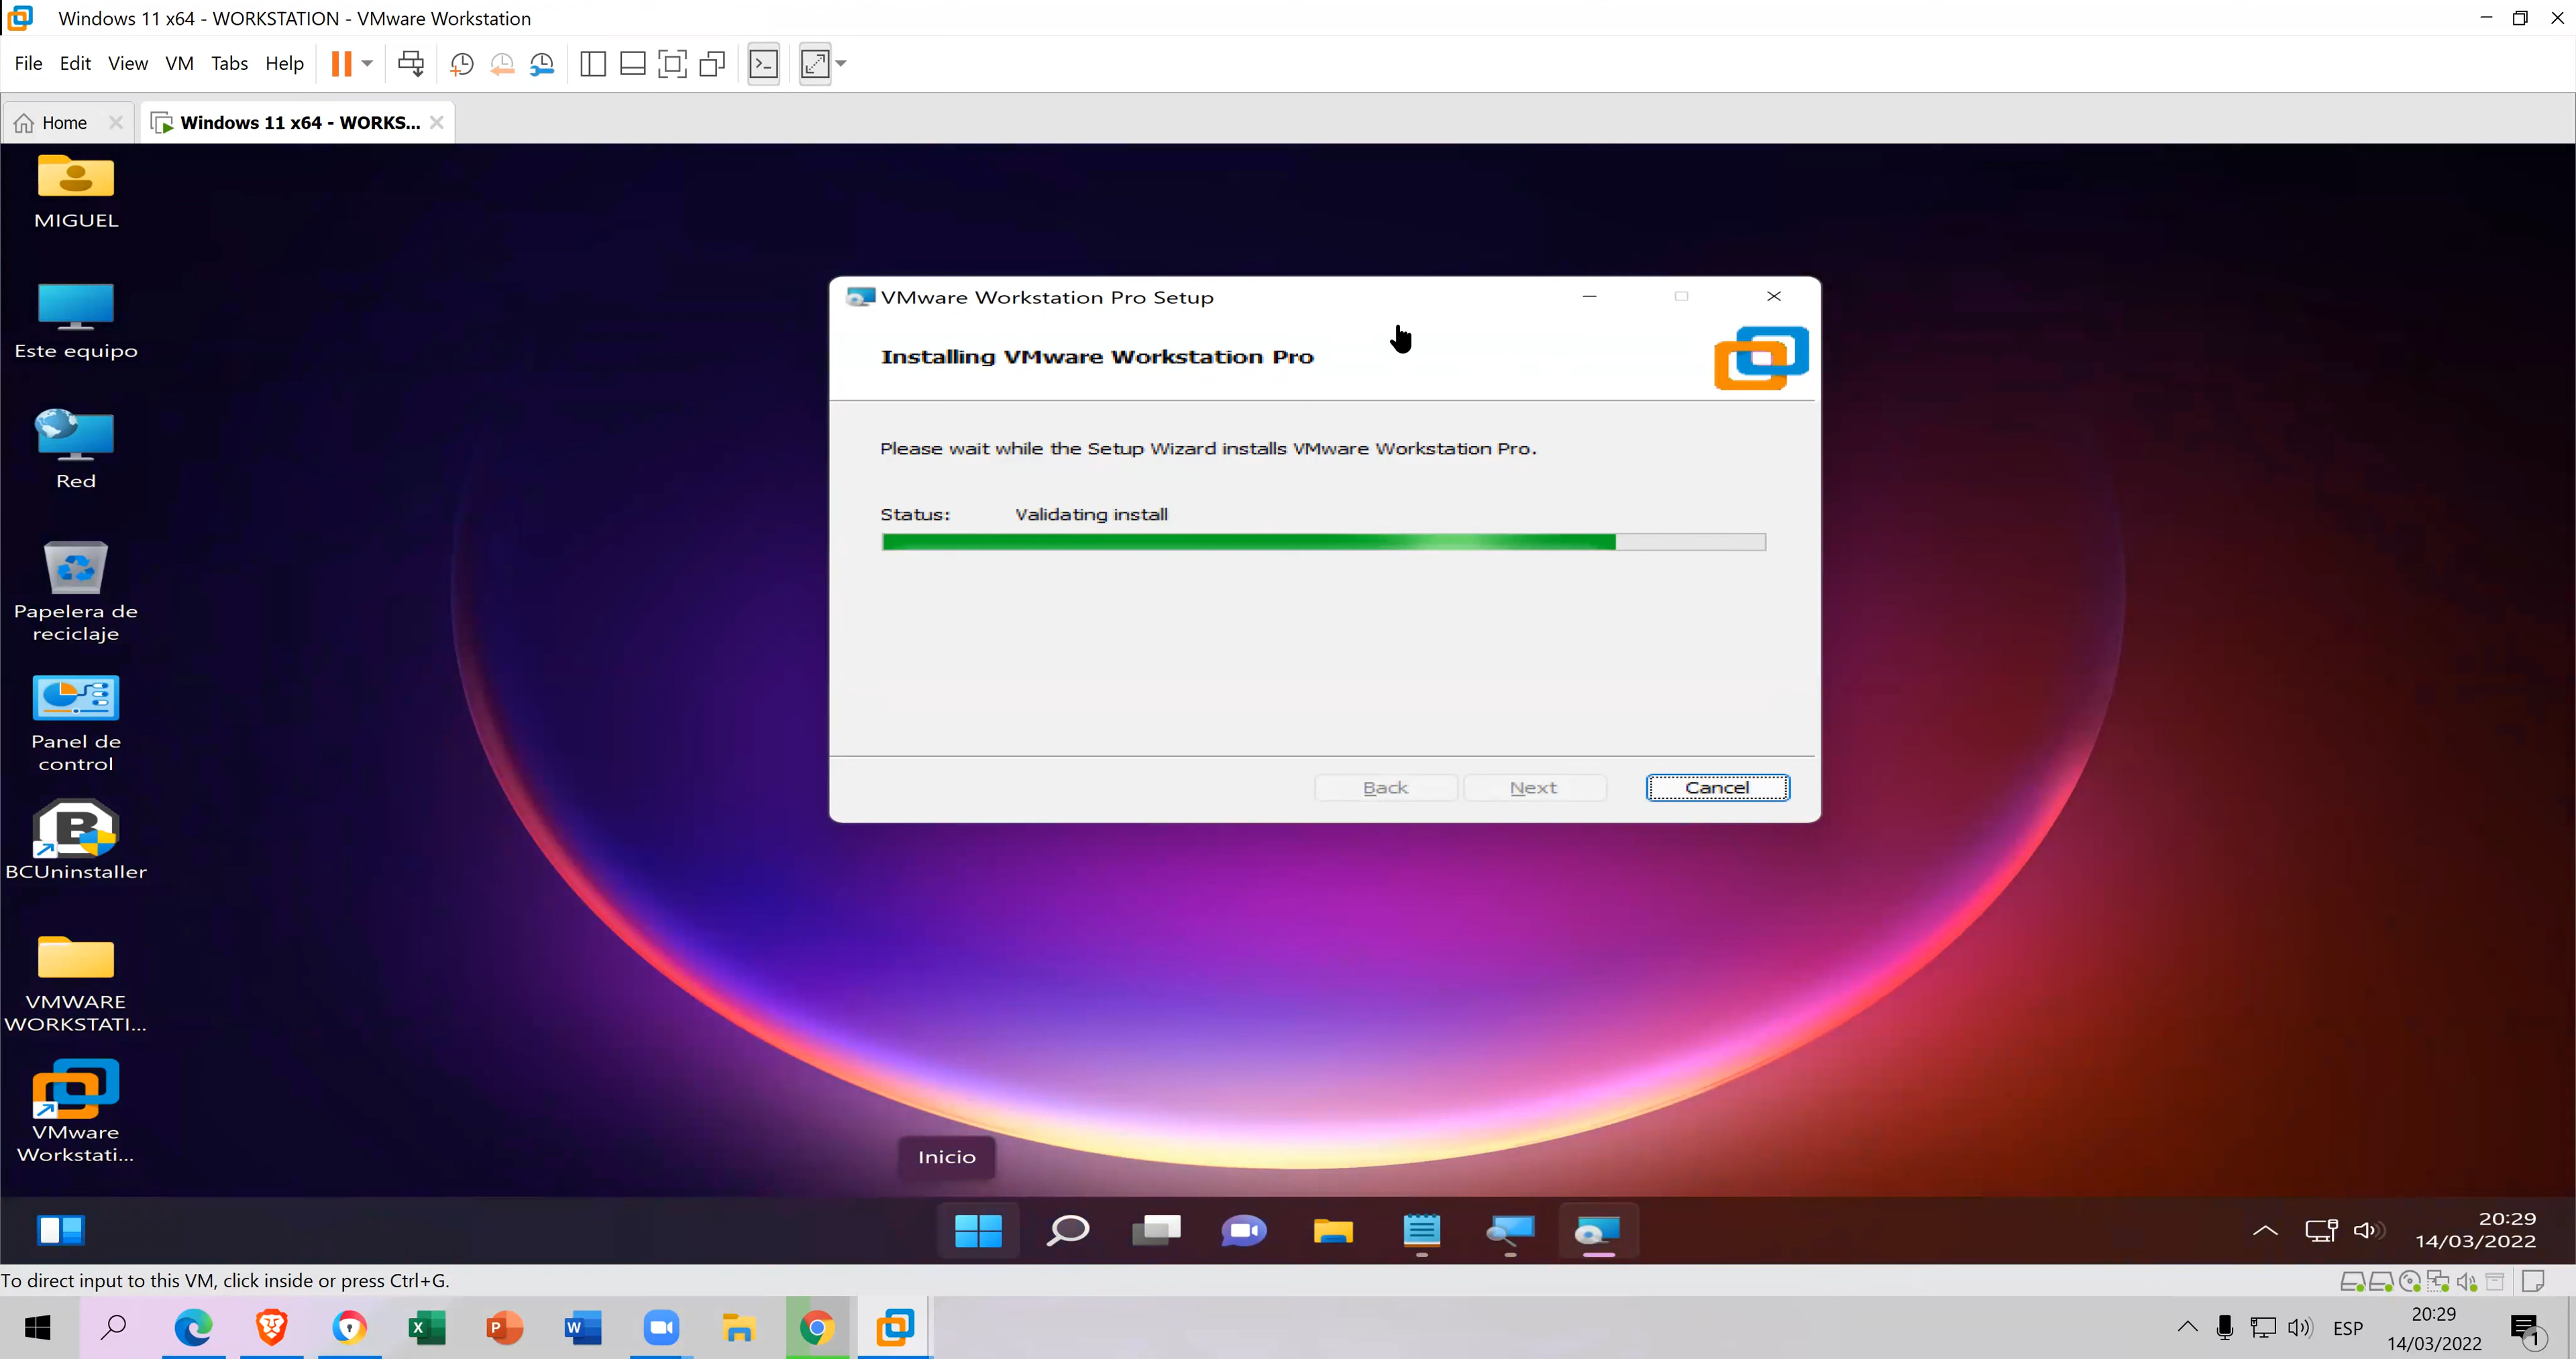 Windows 11 x64 - WORKSTATION - VMware Workstation
File Edit View VM Tabs Help
Home
Windows 11 x64 - WORKS...
MIGUEL
Este equipo
Red
Papelera de
reciclaje
Panel de
control
BCUninstaller
VMWARE
WORKSTATI...
VMware
Workstati...
VMware Workstation Pro Setup
Installing VMware Workstation Pro
Please wait while the Setup Wizard installs VMware Workstation Pro.
Status: Validating install
Back Next Cancel
Inicio
20:29
14/03/2022
To direct input to this VM, click inside or press Ctrl+G.
ESP
20:29
14/03/2022
1